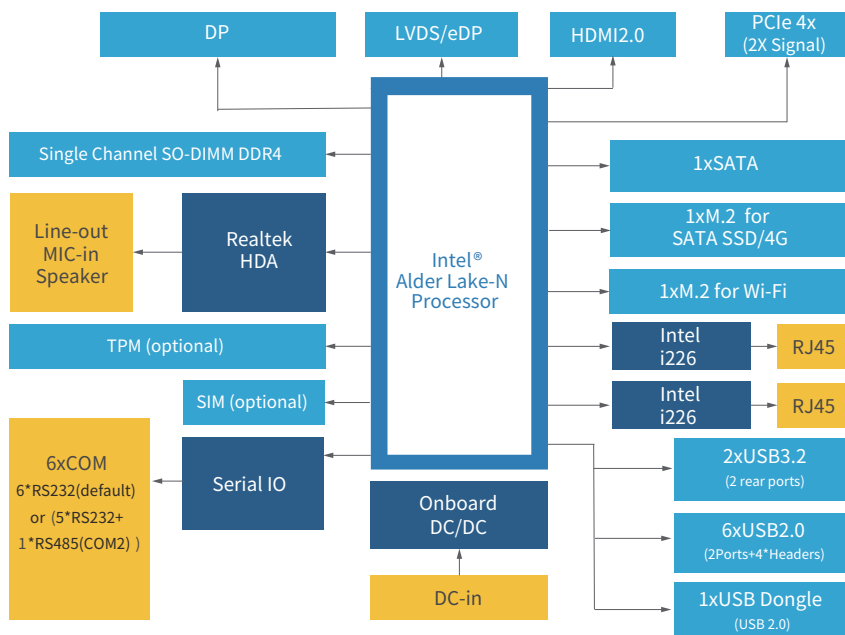 DP
LVDS/eDP
HDMI2.0
PCIe 4x
(2X Signal)
Single Channel SO-DIMM DDR4
1xSATA
Line-out
MIC-in
Speaker
Realtek
HDA
Intel®
Alder Lake-N
Processor
1xM.2 for
SATA SSD/4G
1xM.2 for Wi-Fi
TPM (optional)
Intel
i226
RJ45
SIM (optional)
Intel
i226
RJ45
6xCOM
6*RS232(default)
or (5*RS232+
1*RS485(COM2) )
Serial IO
Onboard
DC/DC
DC-in
2xUSB3.2
(2 rear ports)
6xUSB2.0
(2Ports+4*Headers)
1xUSB Dongle
(USB 2.0)